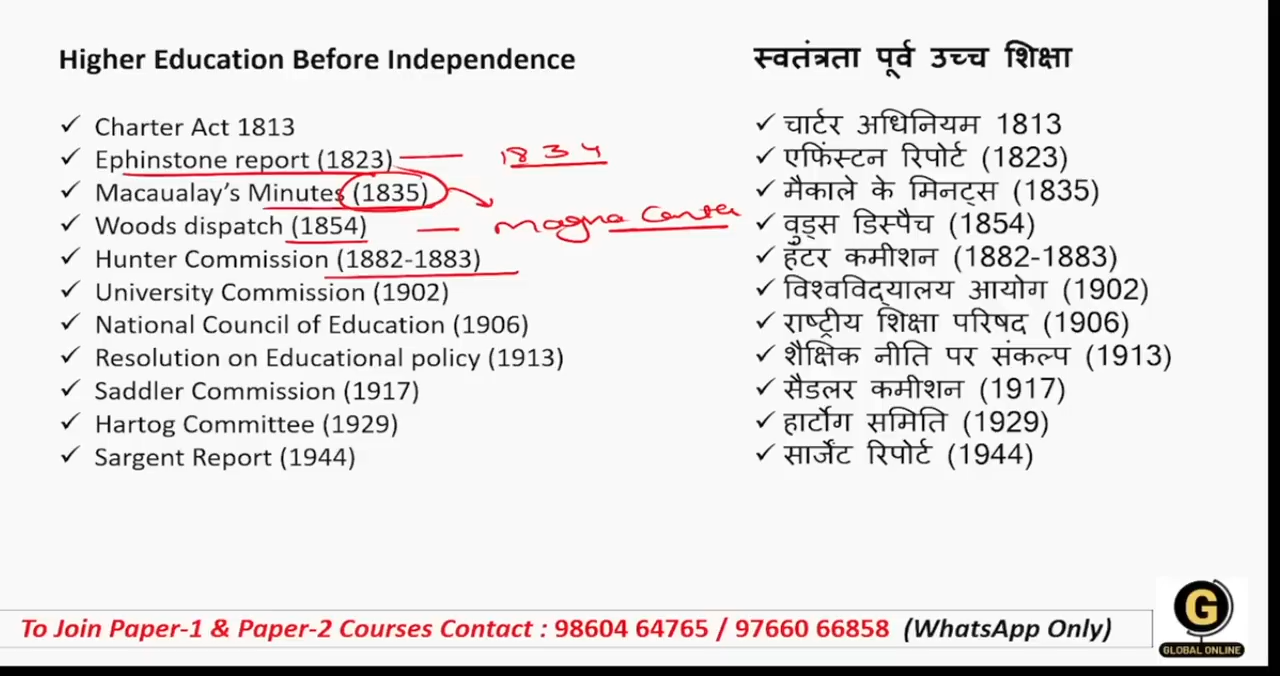 Higher Education Before Independence
✓ Charter Act 1813
✓ Ephinstone report (1823) — 1834
✓ Macaualay's Minutes (1835)
✓ Woods dispatch (1854) — Magna Carta
✓ Hunter Commission (1882-1883)
✓ University Commission (1902)
✓ National Council of Education (1906)
✓ Resolution on Educational policy (1913)
✓ Saddler Commission (1917)
✓ Hartog Committee (1929)
✓ Sargent Report (1944)
स्वतंत्रता पूर्व उच्च शिक्षा
✓ चार्टर अधिनियम 1813
✓ एफिंस्टन रिपोर्ट (1823)
✓ मैकाले के मिनट्स (1835)
✓ वुड्स डिस्पैच (1854)
✓ हंटर कमीशन (1882-1883)
✓ विश्वविद्यालय आयोग (1902)
✓ राष्ट्रीय शिक्षा परिषद (1906)
✓ शैक्षिक नीति पर संकल्प (1913)
✓ सैडलर कमीशन (1917)
✓ हार्टोग समिति (1929)
✓ सार्जेंट रिपोर्ट (1944)
To Join Paper-1 & Paper-2 Courses Contact : 98604 64765 / 97660 66858 (WhatsApp Only)
G
GLOBAL ONLINE